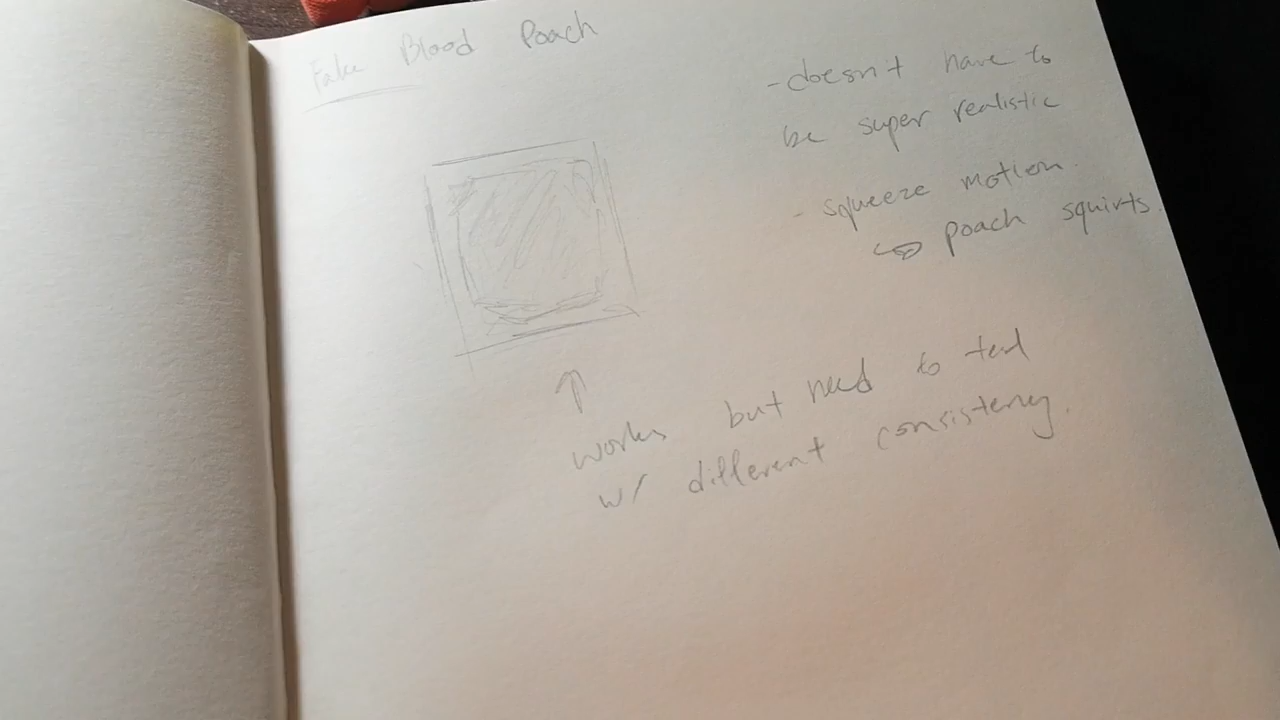 Fake Blood Poach
- doesn't have to
be super realistic
- squeeze motion.
↪ poach squirts.
↑
works but need to test
w/ different consistency.